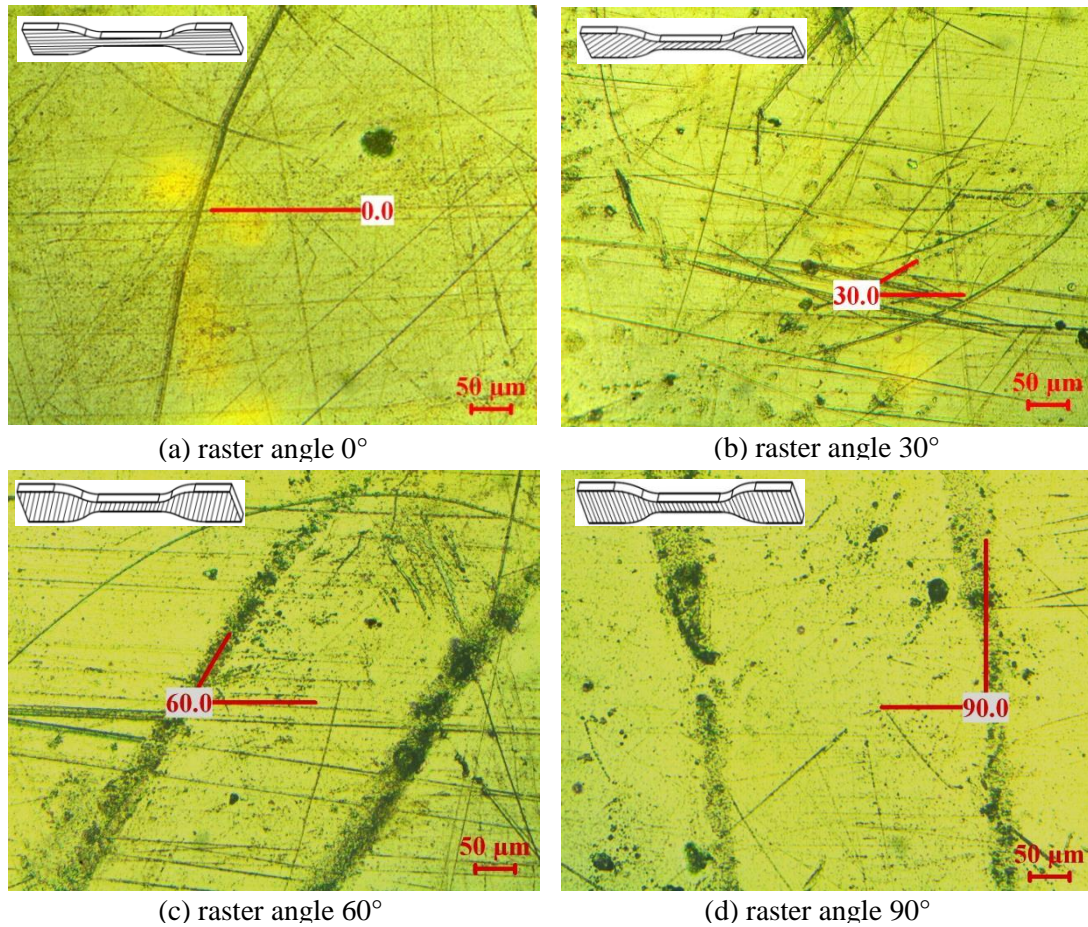 0.0
50 μm
(a) raster angle 0°
30.0
50 μm
(b) raster angle 30°
60.0
50 μm
(c) raster angle 60°
90.0
50 μm
(d) raster angle 90°